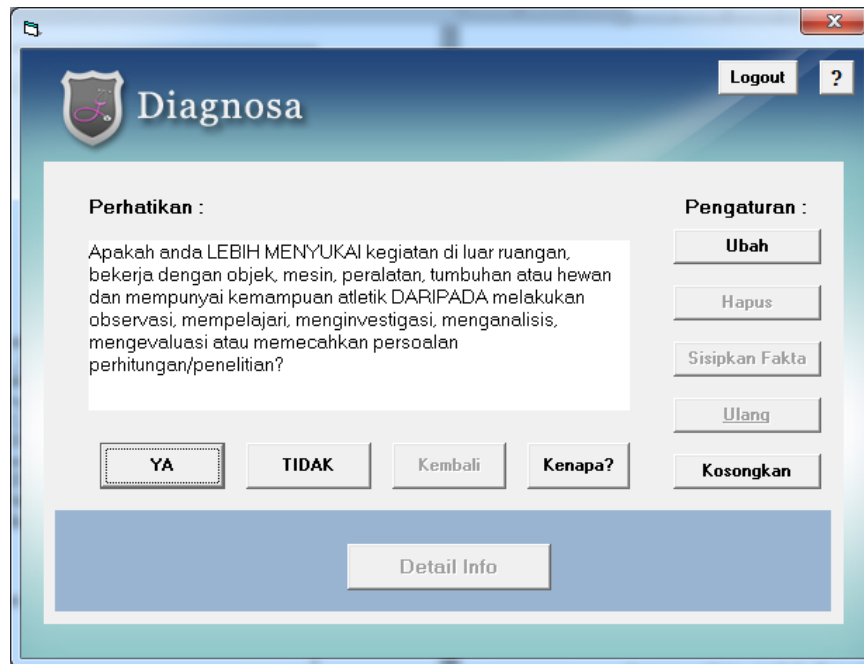 Logout
?
Diagnosa
Perhatikan :
Pengaturan :
Apakah anda LEBIH MENYUKAI kegiatan di luar ruangan,
bekerja dengan objek, mesin, peralatan, tumbuhan atau hewan
dan mempunyai kemampuan atletik DARIPADA melakukan
observasi, mempelajari, menginvestigasi, menganalisis,
mengevaluasi atau memecahkan persoalan
perhitungan/penelitian?
Ubah
Hapus
Sisipkan Fakta
Ulang
Kosongkan
YA
TIDAK
Kembali
Kenapa?
Detail Info